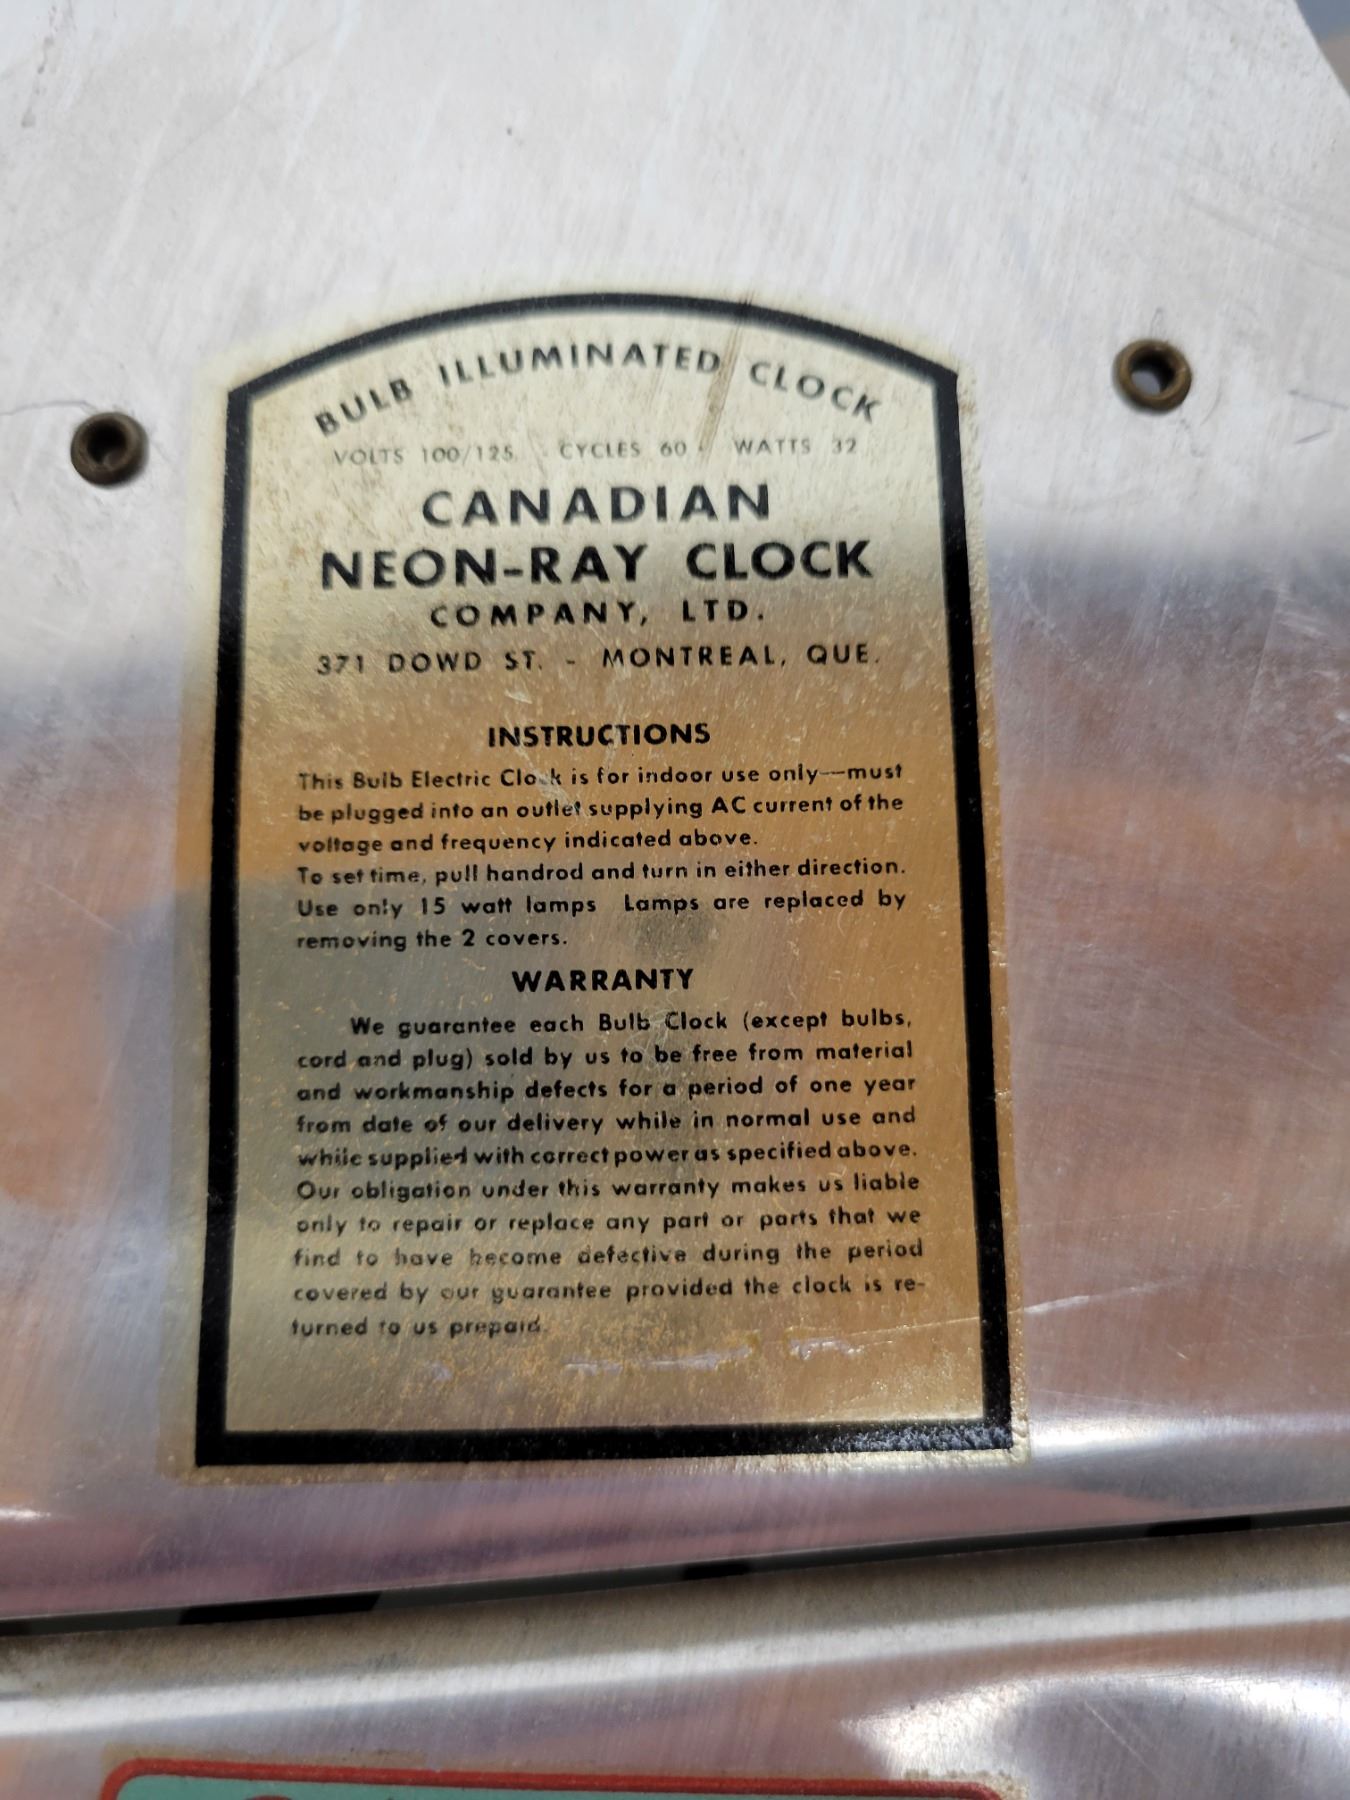 BULB ILLUMINATED CLOCK
VOLTS 100/125 CYCLES 60 WATTS 32
CANADIAN
NEON-RAY CLOCK
COMPANY, LTD.
371 DOWD ST. - MONTREAL, QUE.
INSTRUCTIONS
This Bulb Electric Clock is for indoor use only—must
be plugged into an outlet supplying AC current of the
voltage and frequency indicated above.
To set time, pull handrod and turn in either direction.
Use only 15 watt lamps Lamps are replaced by
removing the 2 covers.
WARRANTY
We guarantee each Bulb Clock (except bulbs,
cord and plug) sold by us to be free from material
and workmanship defects for a period of one year
from date of our delivery while in normal use and
while supplied with correct power as specified above.
Our obligation under this warranty makes us liable
only to repair or replace any part or parts that we
find to have become defective during the period
covered by our guarantee provided the clock is re-
turned to us prepaid.